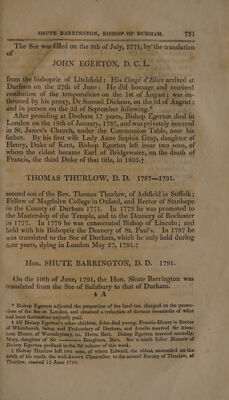 SHUTE BARRINGTON, BISHOP OF DURHAM. 751
The See was filled on the 8th of July, 1771, by the translation
of
JOHN EGERTON, D. C. L.
from the bishopric of Litchfield: His Congé d'Elire arrived at
Durham on the 27th of June: He did homage and received
restitution of the temporalities on the 1st of August; was en-
throned by his proxy, Dr Samuel Dickens, on the 2d of August;
and in person on the 3d of September following.*
After presiding at Durham 17 years, Bishop Egerton died in
London on the 18th of January, 1787, and was privately interred
in St. James's Church, under the Communion Table, near his
father. By his first wife Lady Anne Sophia Gray, daughter of
Henry, Duke of Kent, Bishop Egerton left issue two sons, of
whom the eldest became Earl of Bridgewater, on the death of
Francis, the third Duke of that title, in 1803.†
THOMAS THURLOW, D. D. 1787—1791.
second son of the Rev. Thomas Thurlow, of Ashfield in Suffolk;
Fellow of Magdalen College in Oxford, and Rector of Stanhope
in the County of Durham 1771. In 1772 he was promoted to
the Mastership of the Temple, and to the Deanery of Rochester
in 1775. In 1779 he was consecrated Bishop of Lincoln; and
held with his Bishopric the Deanery of St. Paul's. In 1787 he
was translated to the See of Durham, which he only held during
four years, dying in London May 27, 1791.‡
Hon. SHUTE BARRINGTON, D. D. 1791.
On the 10th of June, 1791, the Hon. Shute Barrington was
translated from the See of Salisbury to that of Durham.
4 A
* Bishop Egerton adjusted the proportion of the land tax, charged on the posses-
sions of the See in London, and obtained a reduction of thirteen twentieths of what
had been theretofore unjustly paid.
† Of Bishop Egerton's other children, John died young. Francis-Henry is Rector
of Whitchurch, Salop, and Prebendary of Durham, and Amelia married Sir Abra-
ham Hume, of Wormleybury, co. Herts. Bart. Bishop Egerton married secondly,
Mary, daughter of Sir —— Boughton, Bart. See a much fuller Memoir of
Bishop Egerton prefixed to the 3d volume of this work.
‡ Bishop Thurlow left two sons, of whom Edward, the eldest, succeeded on the
death of his uncle, the well-known Chancellor, to the second Barony of Thurlow, of
Thurlow, created 12 June 1792.